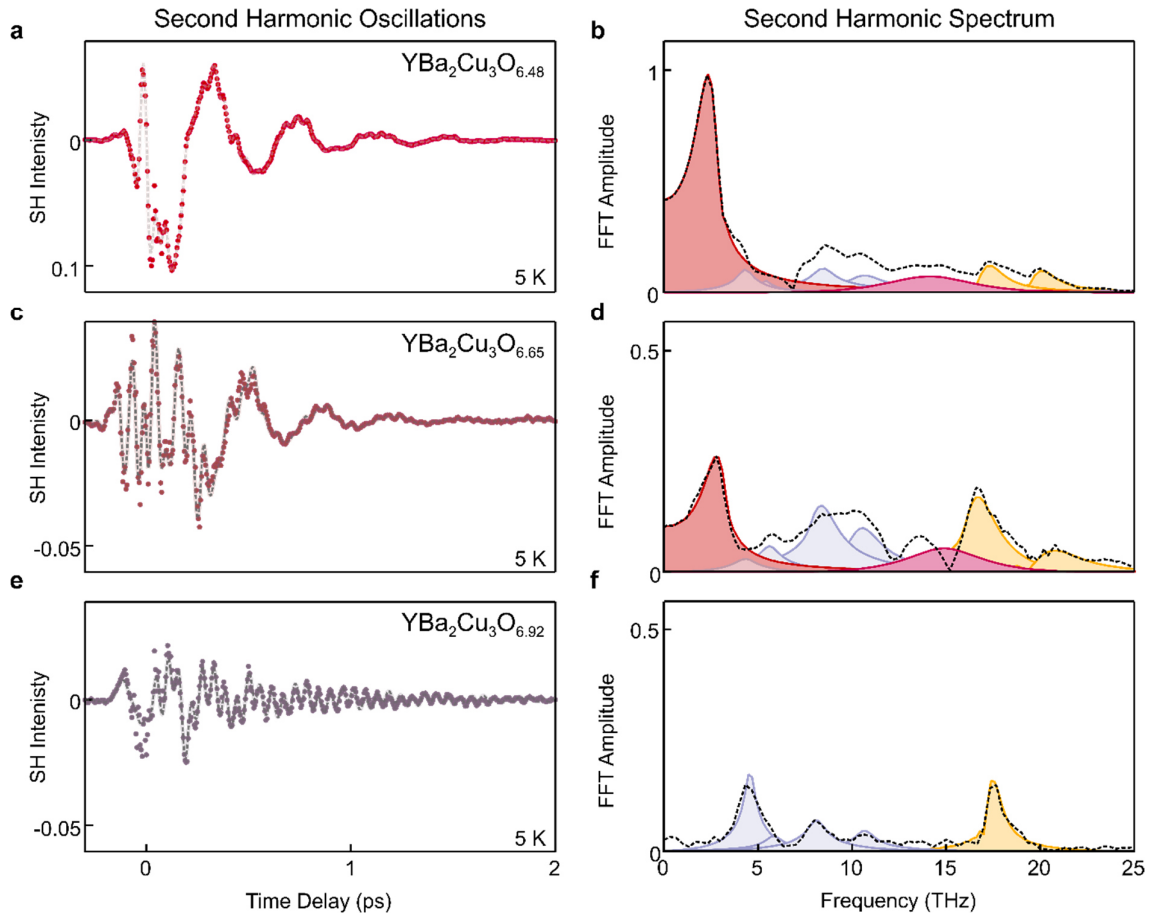 Second Harmonic Oscillations
Second Harmonic Spectrum
a
YBa2Cu3O6.48
SH Intenisty
0
0.1
5 K
b
FFT Amplitude
1
0
c
YBa2Cu3O6.65
SH Intenisty
0
-0.05
5 K
d
FFT Amplitude
0.5
0
e
YBa2Cu3O6.92
SH Intenisty
0
-0.05
5 K
0 1 2
Time Delay (ps)
f
FFT Amplitude
0.5
0
0 5 10 15 20 25
Frequency (THz)